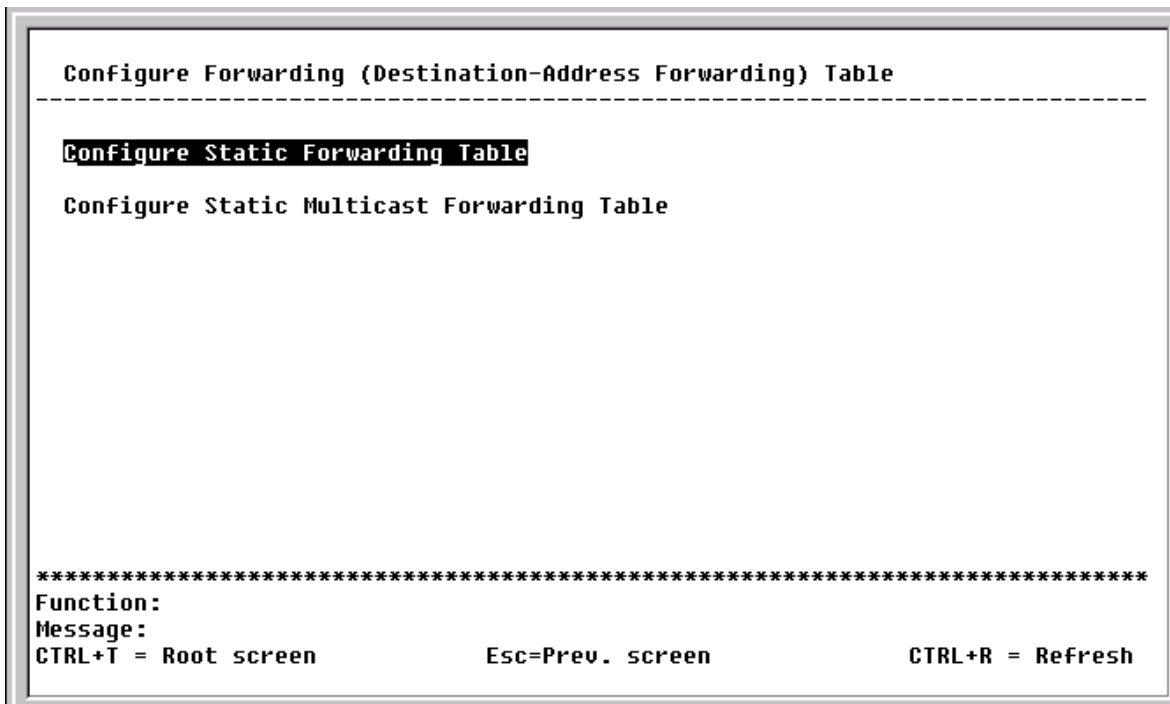 Configure Forwarding (Destination-Address Forwarding) Table
--------------------------------------------------------------------------------
Configure Static Forwarding Table
Configure Static Multicast Forwarding Table
*******************************************************************************
Function:
Message:
CTRL+T = Root screen Esc=Prev. screen CTRL+R = Refresh